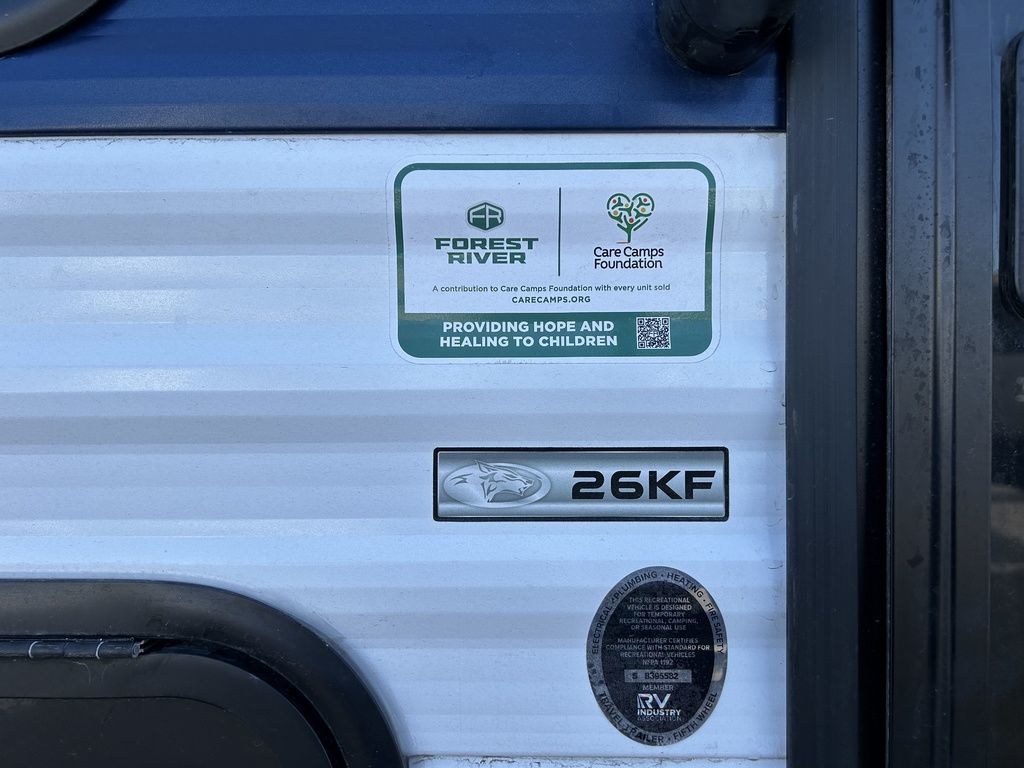 FR
FOREST
RIVER
Care Camps
Foundation
A contribution to Care Camps Foundation with every unit sold
CARECAMPS.ORG
PROVIDING HOPE AND
HEALING TO CHILDREN
26KF
ELECTRICAL • PLUMBING • HEATING • FIRE SAFETY
THIS RECREATIONAL
VEHICLE IS DESIGNED
FOR TEMPORARY
RECREATIONAL, CAMPING,
OR SEASONAL USE
MANUFACTURER CERTIFIES
COMPLIANCE WITH STANDARD FOR
RECREATIONAL VEHICLES
NFPA 1192
8395532
MEMBER
RV
INDUSTRY
ASSOCIATION
TRAVEL TRAILER • FIFTH WHEEL